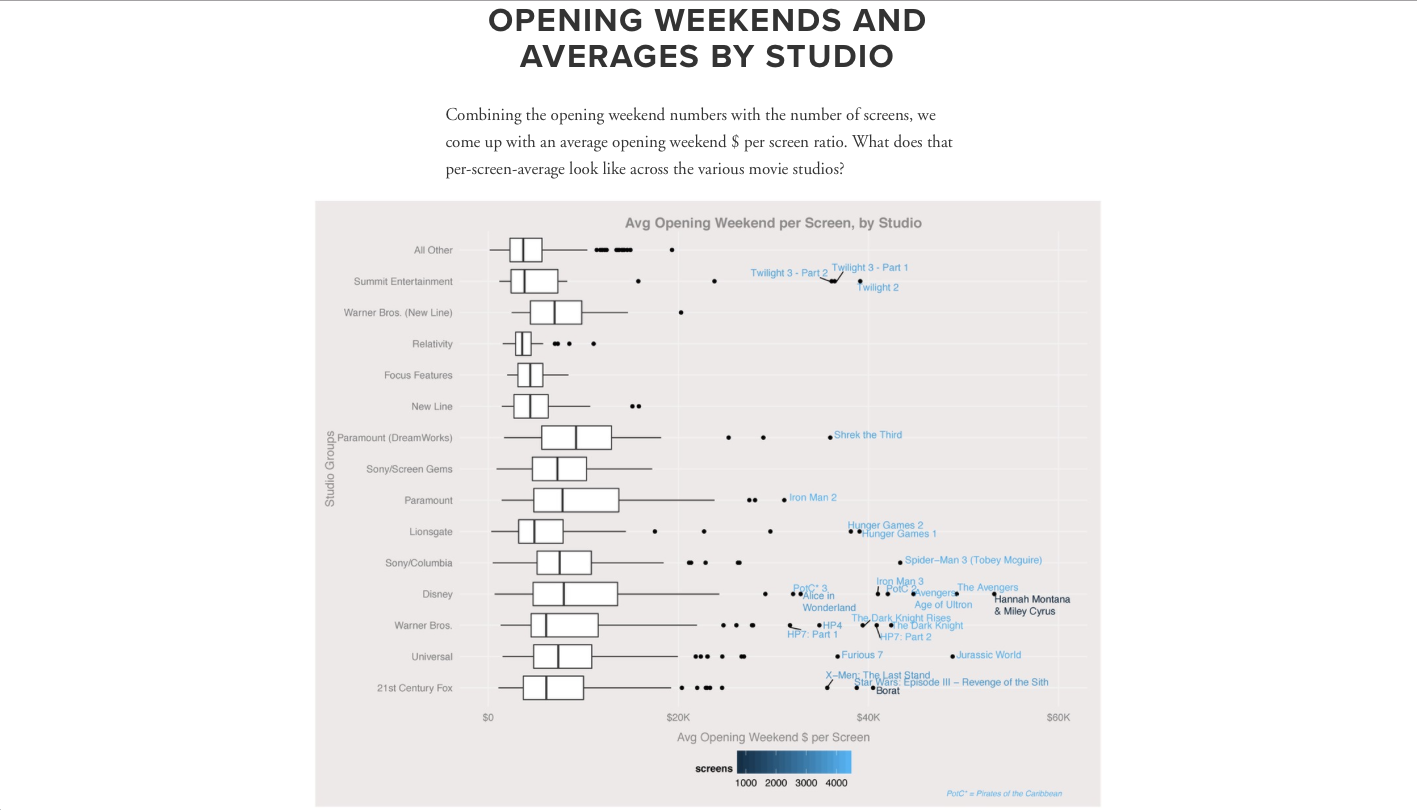 OPENING WEEKENDS AND
AVERAGES BY STUDIO
Combining the opening weekend numbers with the number of screens, we
come up with an average opening weekend $ per screen ratio. What does that
per-screen-average look like across the various movie studios?
Avg Opening Weekend per Screen, by Studio
Studio Groups
All Other
Summit Entertainment
Twilight 3 - Part 2
Twilight 3 - Part 1
Twilight 2
Warner Bros. (New Line)
Relativity
Focus Features
New Line
Paramount (DreamWorks)
Shrek the Third
Sony/Screen Gems
Paramount
Iron Man 2
Lionsgate
Hunger Games 2
Hunger Games 1
Sony/Columbia
Spider–Man 3 (Tobey Mcguire)
Disney
PotC* 3
Alice in
Wonderland
Iron Man 3
PotC 2
Avengers
Age of Ultron
The Avengers
Hannah Montana
& Miley Cyrus
Warner Bros.
HP7: Part 1
HP4
The Dark Knight Rises
The Dark Knight
HP7: Part 2
Universal
Furious 7
Jurassic World
21st Century Fox
X–Men: The Last Stand
Star Wars: Episode III – Revenge of the Sith
Borat
$0 $20K $40K $60K
Avg Opening Weekend $ per Screen
screens
1000 2000 3000 4000
PotC* = Pirates of the Caribbean